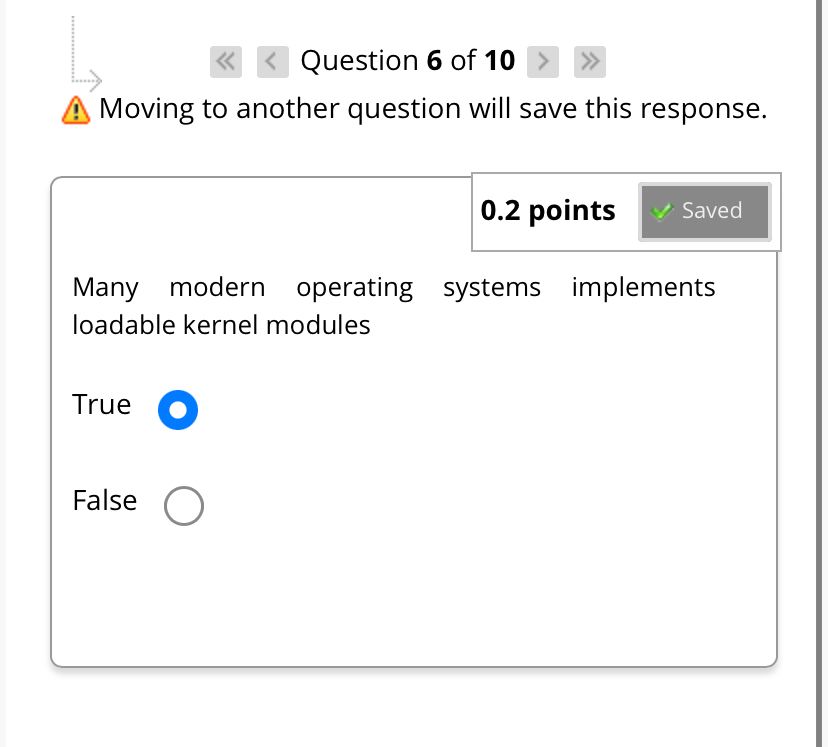 Question 6 of 10
Moving to another question will save this response.
0.2 points
Saved
Many modern operating systems implements
loadable kernel modules
True
False